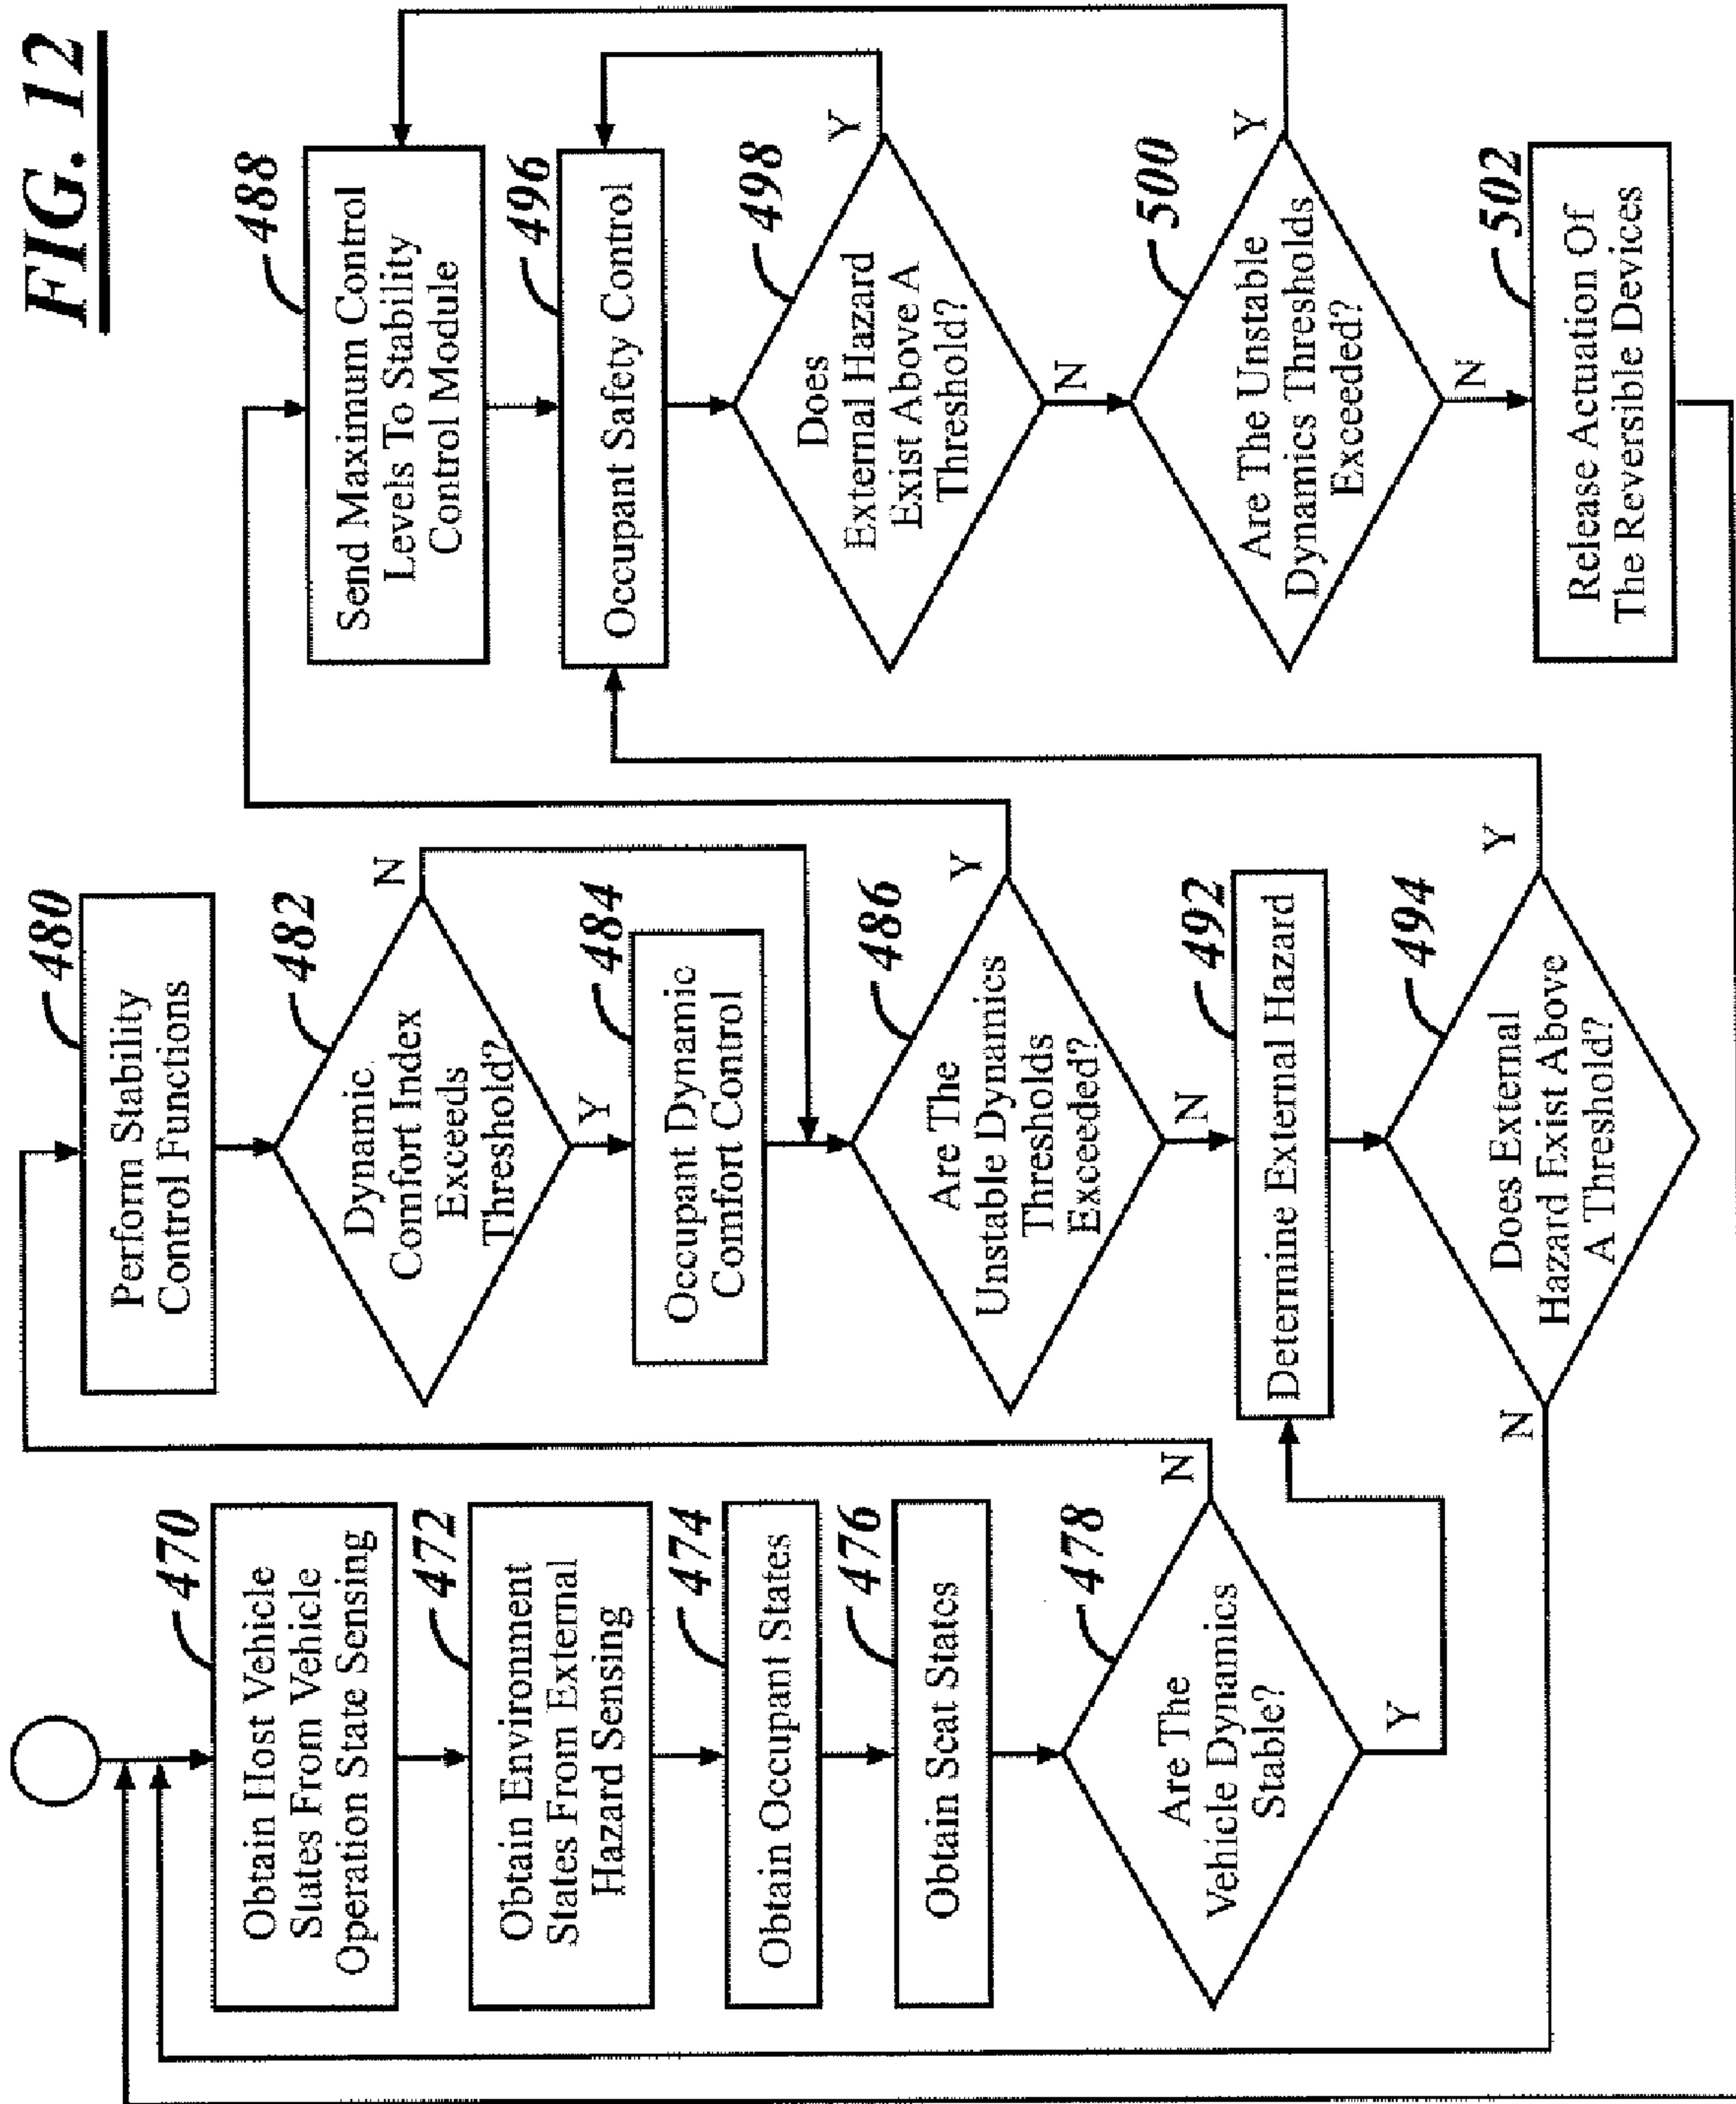 FIG. 12
470
Obtain Host Vehicle
States From Vehicle
Operation State Sensing
472
Obtain Environment
States From External
Hazard Sensing
474
Obtain Occupant States
476
Obtain Seat States
478
Are The
Vehicle Dynamics
Stable?
N
Y
480
Perform Stability
Control Functions
482
Dynamic
Comfort Index
Exceeds
Threshold?
N
Y
484
Occupant Dynamic
Comfort Control
486
Are The
Unstable Dynamics
Thresholds
Exceeded?
Y
N
492
Determine External Hazard
494
Does External
Hazard Exist Above
A Threshold?
N
Y
488
Send Maximum Control
Levels To Stability
Control Module
496
Occupant Safety Control
498
Does
External Hazard
Exist Above A
Threshold?
Y
N
500
Are The Unstable
Dynamics Thresholds
Exceeded?
Y
N
502
Release Actuation Of
The Reversible Devices